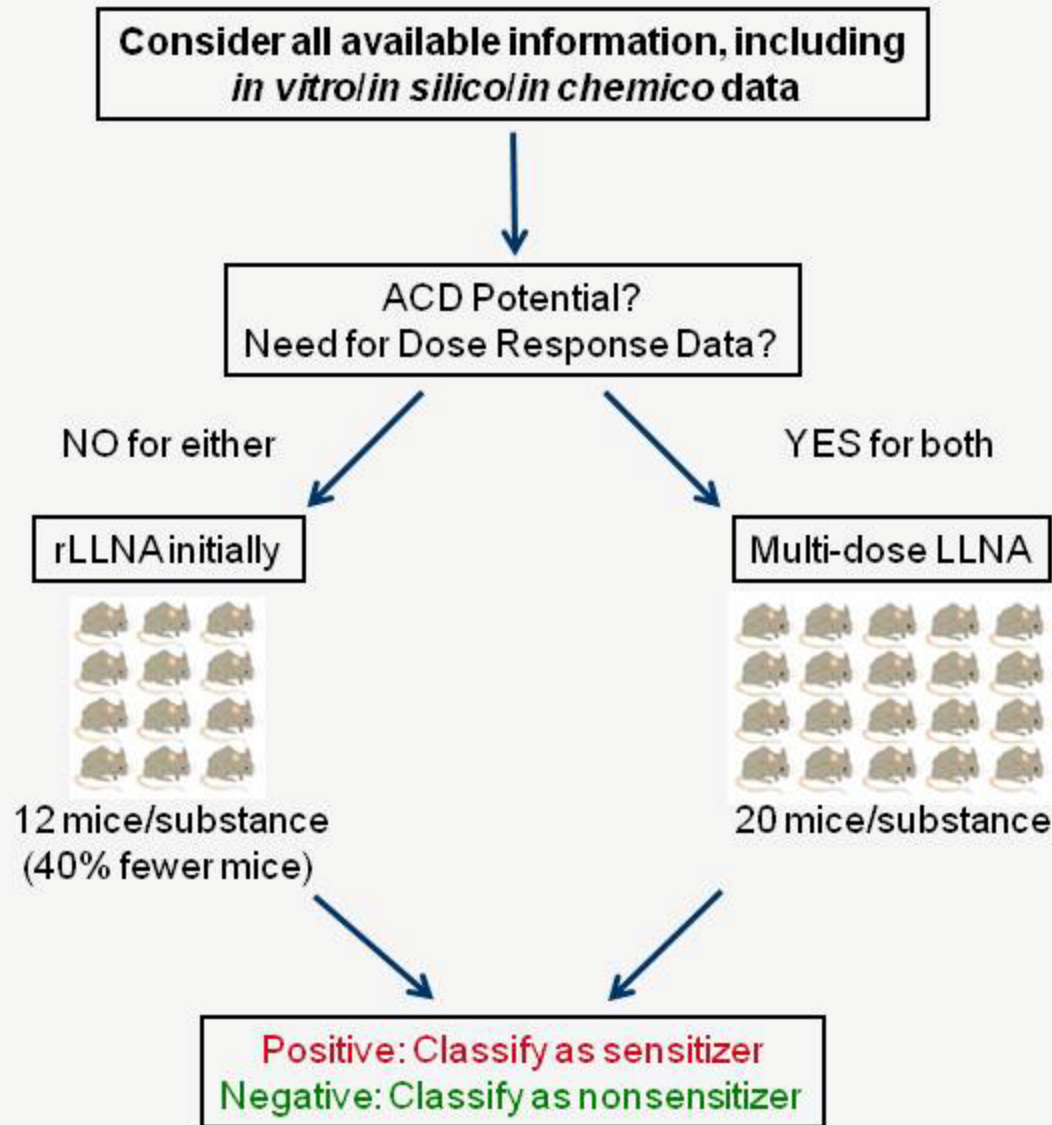 Consider all available information, including
in vitro/in silico/in chemico data
ACD Potential?
Need for Dose Response Data?
NO for either
YES for both
rLLNA initially
Multi-dose LLNA
12 mice/substance
(40% fewer mice)
20 mice/substance
Positive: Classify as sensitizer
Negative: Classify as nonsensitizer